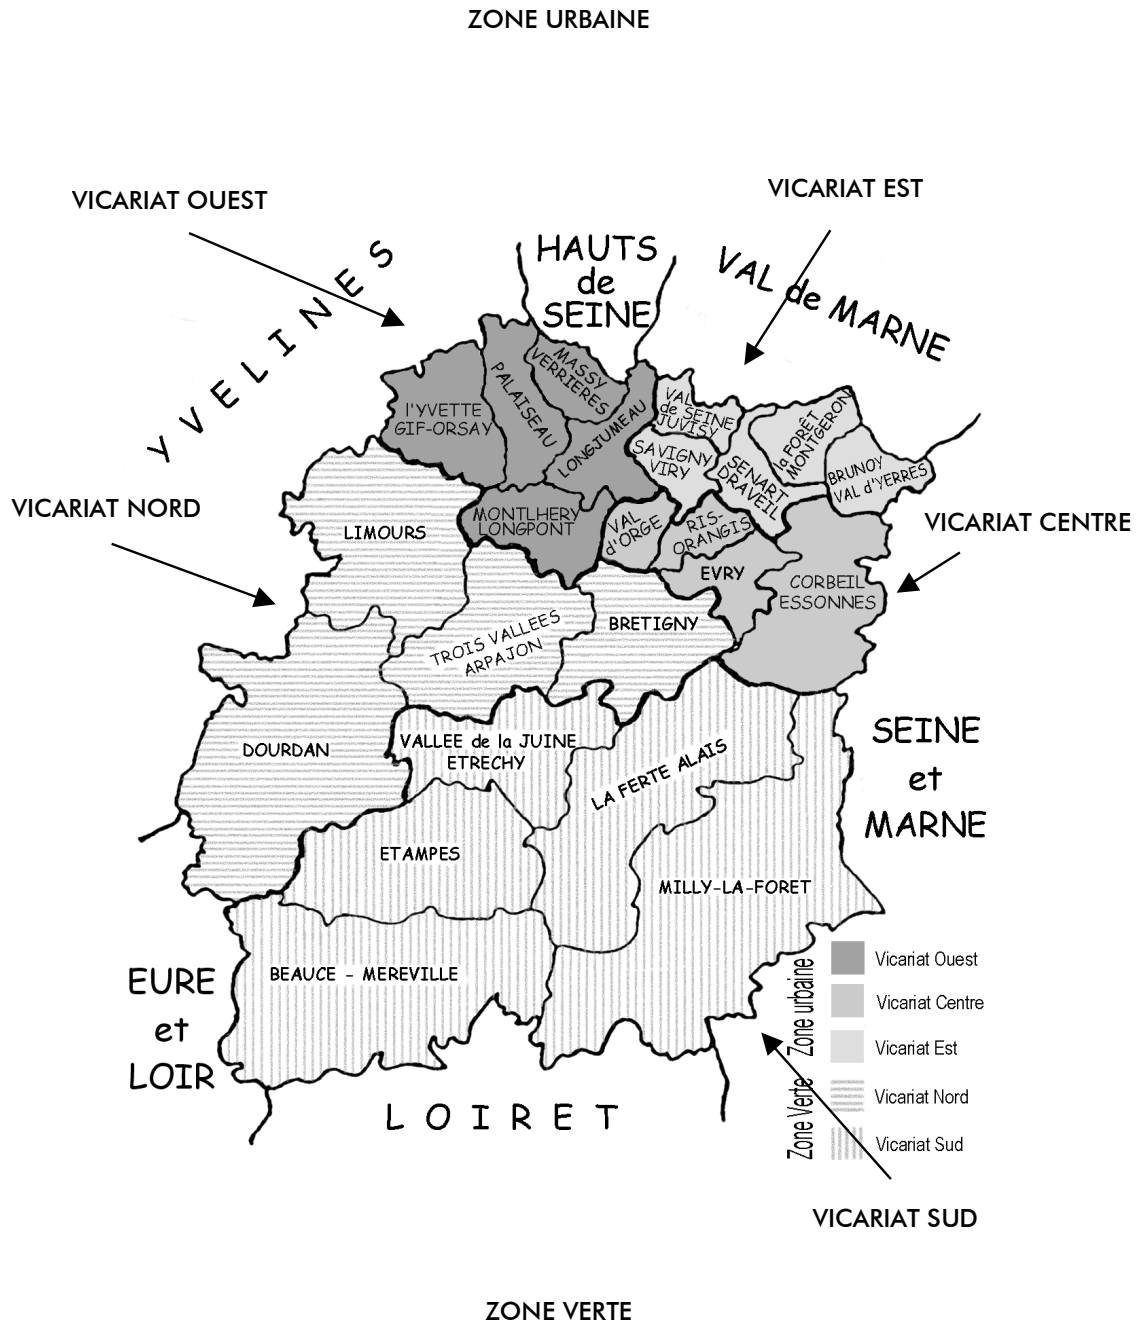 ZONE URBAINE
VICARIAT OUEST
VICARIAT EST
YVELINES
HAUTS
de
SEINE
VAL de MARNE
MASSY
VERRIERES
PALAISEAU
l'YVETTE
GIF-ORSAY
LONGJUMEAU
VAL
de SEINE
JUVISY
la FORÊT
MONTGERON
SAVIGNY
VIRY
SENART
DRAVEIL
BRUNOY
VAL d'YERRES
VICARIAT NORD
VICARIAT CENTRE
MONTLHERY
LONGPONT
VAL
d'ORGE
RIS-
ORANGIS
LIMOURS
EVRY
CORBEIL
ESSONNES
BRETIGNY
TROIS VALLEES
ARPAJON
DOURDAN
VALLEE de la JUINE
ETRECHY
LA FERTE ALAIS
SEINE
et
MARNE
ETAMPES
MILLY-LA-FORET
BEAUCE - MEREVILLE
EURE
et
LOIR
LOIRET
Zone urbaine
Vicariat Ouest
Vicariat Centre
Vicariat Est
Zone Verte
Vicariat Nord
Vicariat Sud
VICARIAT SUD
ZONE VERTE